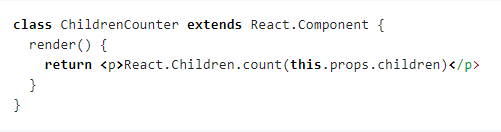 class ChildrenCounter extends React.Component {
  render() {
    return <p>React.Children.count(this.props.children)</p>
  }
}